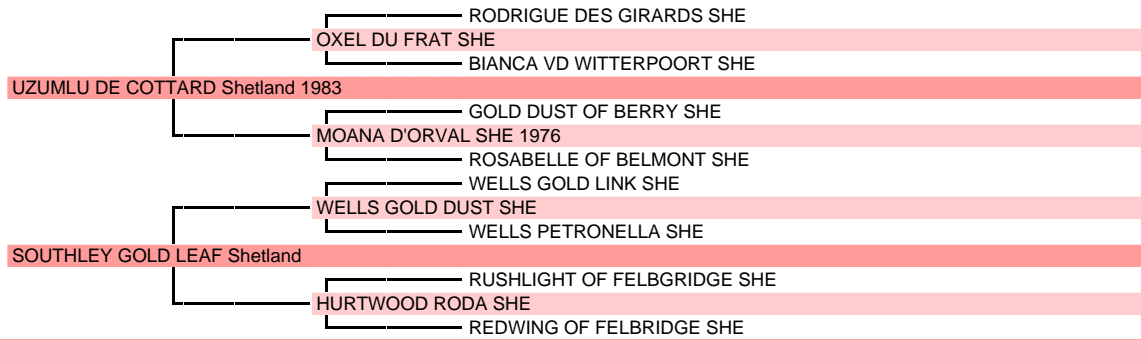 RODRIGUE DES GIRARDS SHE
OXEL DU FRAT SHE
BIANCA VD WITTERPOORT SHE
UZUMLU DE COTTARD Shetland 1983
GOLD DUST OF BERRY SHE
MOANA D'ORVAL SHE 1976
ROSABELLE OF BELMONT SHE
WELLS GOLD LINK SHE
WELLS GOLD DUST SHE
WELLS PETRONELLA SHE
SOUTHLEY GOLD LEAF Shetland
RUSHLIGHT OF FELBGRIDGE SHE
HURTWOOD RODA SHE
REDWING OF FELBRIDGE SHE